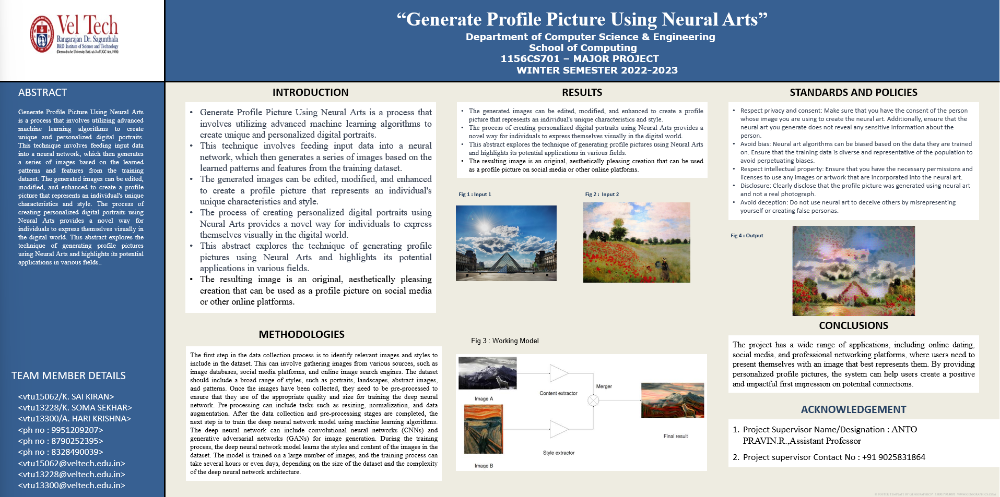 Vel Tech
Rangarajan Dr. Sagunthala
R&D Institute of Science and Technology
(Deemed to be University Estd. u/s 3 of UGC Act, 1956)
“Generate Profile Picture Using Neural Arts”
Department of Computer Science & Engineering
School of Computing
1156CS701 – MAJOR PROJECT
WINTER SEMESTER 2022-2023
ABSTRACT
Generate Profile Picture Using Neural Arts
is a process that involves utilizing advanced
machine learning algorithms to create
unique and personalized digital portraits.
This technique involves feeding input data
into a neural network, which then generates
a series of images based on the learned
patterns and features from the training
dataset. The generated images can be edited,
modified, and enhanced to create a profile
picture that represents an individual's unique
characteristics and style. The process of
creating personalized digital portraits using
Neural Arts provides a novel way for
individuals to express themselves visually in
the digital world. This abstract explores the
technique of generating profile pictures
using Neural Arts and highlights its potential
applications in various fields..
TEAM MEMBER DETAILS
<vtu15062/K. SAI KIRAN>
<vtu13228/K. SOMA SEKHAR>
<vtu13300/A. HARI KRISHNA>
<ph no : 9951209207>
<ph no : 8790252395>
<ph no : 8328490039>
<vtu15062@veltech.edu.in>
<vtu13228@veltech.edu.in>
<vtu13300@veltech.edu.in>
INTRODUCTION
• Generate Profile Picture Using Neural Arts is a process that
involves utilizing advanced machine learning algorithms to
create unique and personalized digital portraits.
• This technique involves feeding input data into a neural
network, which then generates a series of images based on the
learned patterns and features from the training dataset.
• The generated images can be edited, modified, and enhanced
to create a profile picture that represents an individual's
unique characteristics and style.
• The process of creating personalized digital portraits using
Neural Arts provides a novel way for individuals to express
themselves visually in the digital world.
• This abstract explores the technique of generating profile
pictures using Neural Arts and highlights its potential
applications in various fields.
• The resulting image is an original, aesthetically pleasing
creation that can be used as a profile picture on social media
or other online platforms.
METHODOLOGIES
The first step in the data collection process is to identify relevant images and styles to
include in the dataset. This can involve gathering images from various sources, such as
image databases, social media platforms, and online image search engines. The dataset
should include a broad range of styles, such as portraits, landscapes, abstract images,
and patterns. Once the images have been collected, they need to be pre-processed to
ensure that they are of the appropriate quality and size for training the deep neural
network. Pre-processing can include tasks such as resizing, normalization, and data
augmentation. After the data collection and pre-processing stages are completed, the
next step is to train the deep neural network model using machine learning algorithms.
The deep neural network can include convolutional neural networks (CNNs) and
generative adversarial networks (GANs) for image generation. During the training
process, the deep neural network model learns the styles and content of the images in the
dataset. The model is trained on a large number of images, and the training process can
take several hours or even days, depending on the size of the dataset and the complexity
of the deep neural network architecture.
RESULTS
• The generated images can be edited, modified, and enhanced to create a profile
picture that represents an individual's unique characteristics and style.
• The process of creating personalized digital portraits using Neural Arts provides a
novel way for individuals to express themselves visually in the digital world.
• This abstract explores the technique of generating profile pictures using Neural Arts
and highlights its potential applications in various fields.
• The resulting image is an original, aesthetically pleasing creation that can be used
as a profile picture on social media or other online platforms.
Fig 1 : Input 1
Fig 2 : Input 2
Fig 3 : Working Model
Image A
Content extractor
Merger
Image B
Style extractor
Final result
STANDARDS AND POLICIES
• Respect privacy and consent: Make sure that you have the consent of the person
whose image you are using to create the neural art. Additionally, ensure that the
neural art you generate does not reveal any sensitive information about the
person.
• Avoid bias: Neural art algorithms can be biased based on the data they are trained
on. Ensure that the training data is diverse and representative of the population to
avoid perpetuating biases.
• Respect intellectual property: Ensure that you have the necessary permissions and
licenses to use any images or artwork that are incorporated into the neural art.
• Disclosure: Clearly disclose that the profile picture was generated using neural art
and not a real photograph.
• Avoid deception: Do not use neural art to deceive others by misrepresenting
yourself or creating false personas.
Fig 4 : Output
CONCLUSIONS
The project has a wide range of applications, including online dating,
social media, and professional networking platforms, where users need to
present themselves with an image that best represents them. By providing
personalized profile pictures, the system can help users create a positive
and impactful first impression on potential connections.
ACKNOWLEDGEMENT
1. Project Supervisor Name/Designation : ANTO
PRAVIN.R.,Assistant Professor
2. Project supervisor Contact No : +91 9025831864
© POSTER TEMPLATE BY GENIGRAPHICS® 1.800.790.4001 WWW.GENIGRAPHICS.COM